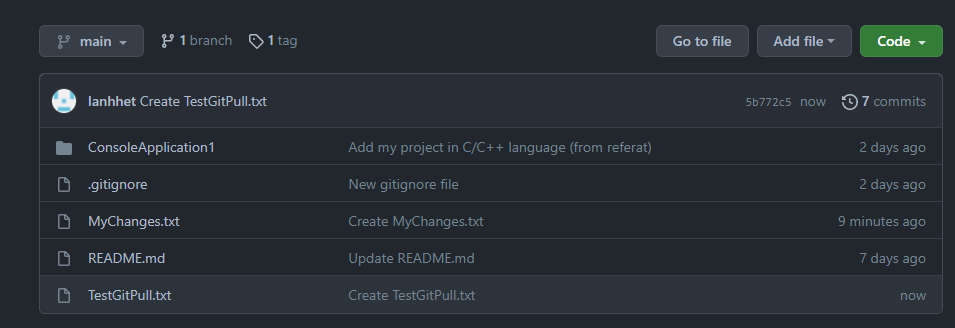 main 1 branch 1 tag Go to file Add file Code
lanhhet Create TestGitPull.txt 5b772c5 now 7 commits
ConsoleApplication1 Add my project in C/C++ language (from referat) 2 days ago
.gitignore New gitignore file 2 days ago
MyChanges.txt Create MyChanges.txt 9 minutes ago
README.md Update README.md 7 days ago
TestGitPull.txt Create TestGitPull.txt now